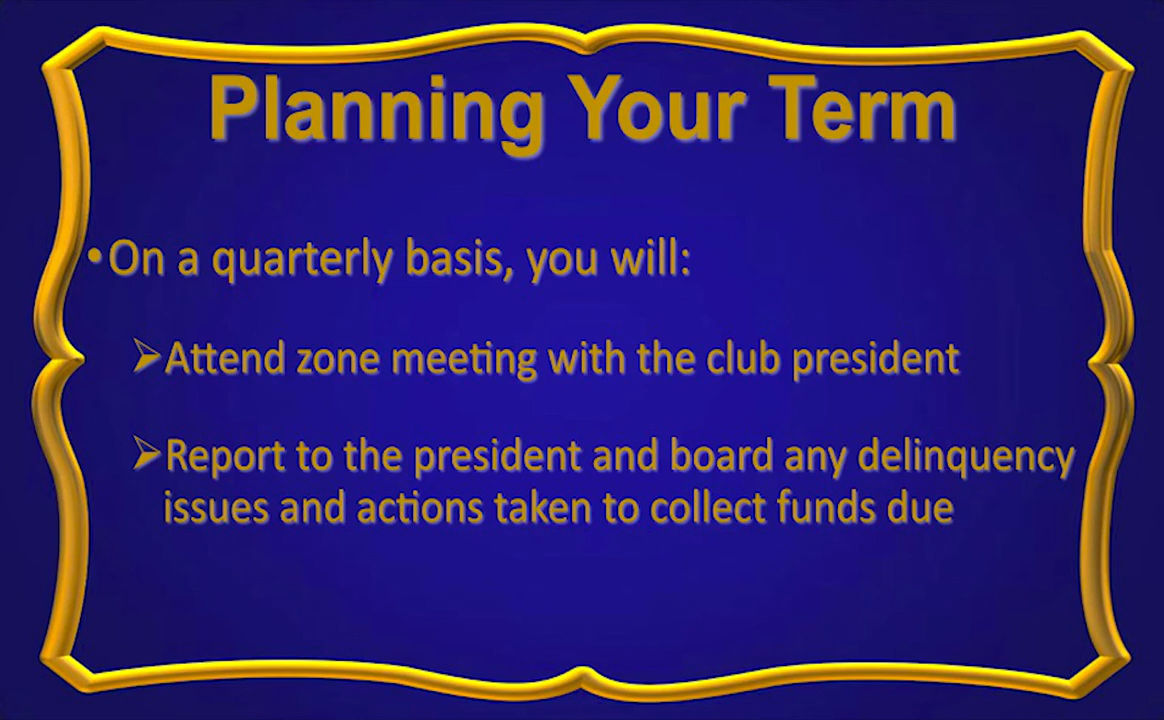 Planning Your Term
•On a quarterly basis, you will:
➢Attend zone meeting with the club president
➢Report to the president and board any delinquency
issues and actions taken to collect funds due